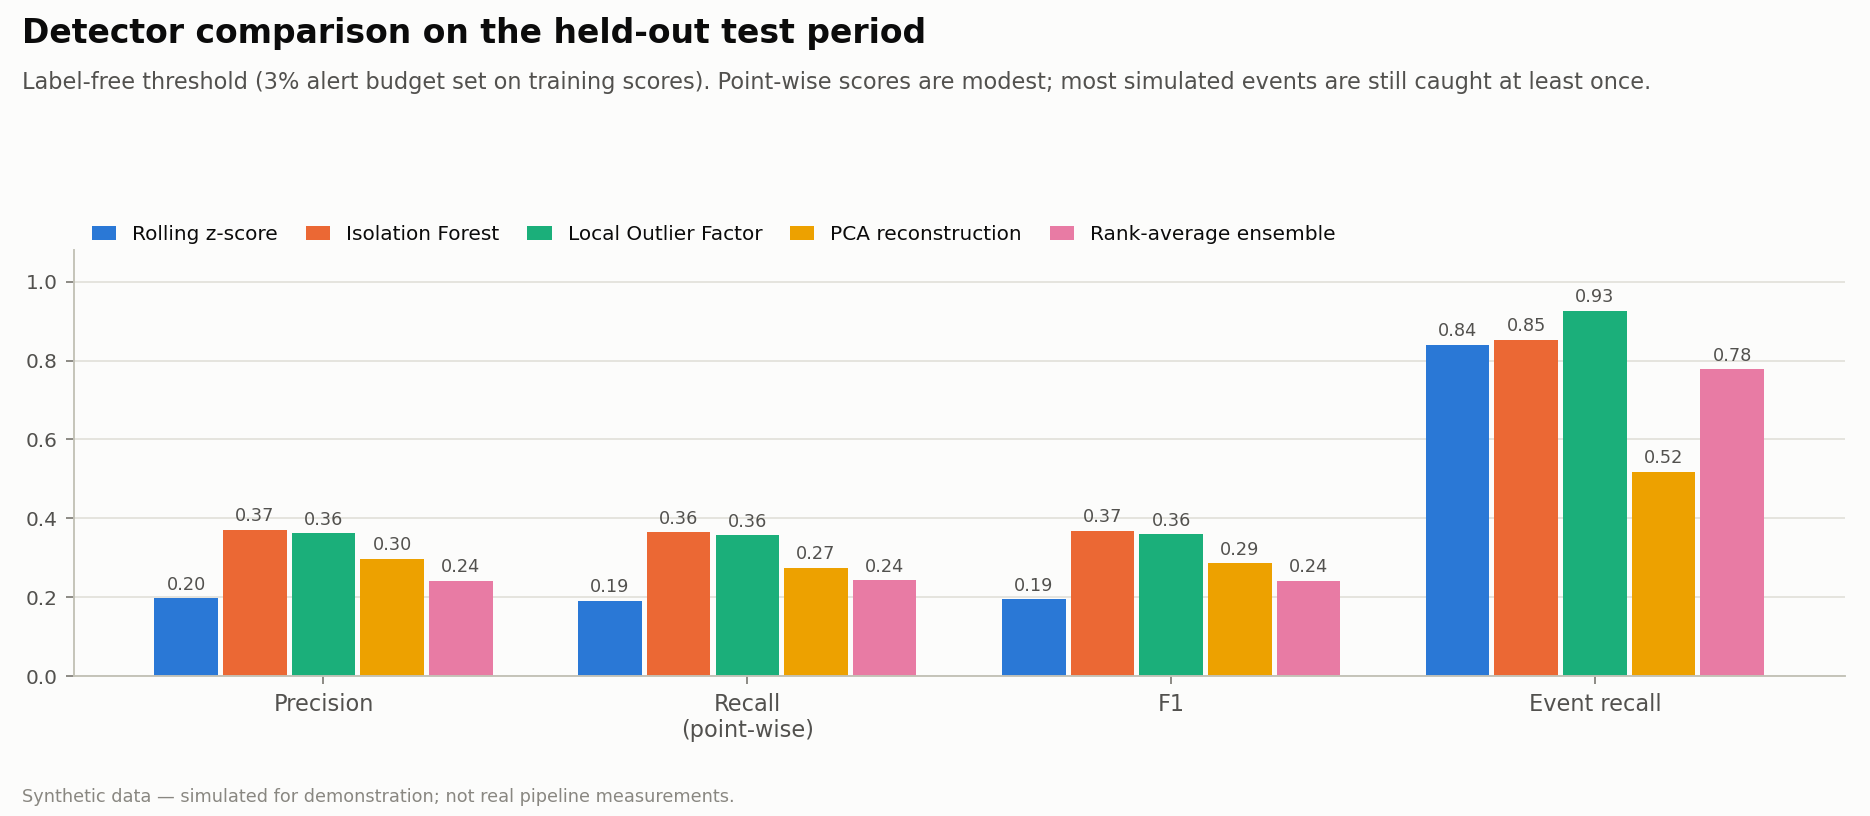 Detector comparison on the held-out test period
Label-free threshold (3% alert budget set on training scores). Point-wise scores are modest; most simulated events are still caught at least once.
Rolling z-score Isolation Forest Local Outlier Factor PCA reconstruction Rank-average ensemble
1.0
0.8
0.6
0.4
0.2
0.0
0.20 0.37 0.36 0.30 0.24
0.19 0.36 0.36 0.27 0.24
0.19 0.37 0.36 0.29 0.24
0.84 0.85 0.93 0.52 0.78
Precision
Recall
(point-wise)
F1
Event recall
Synthetic data — simulated for demonstration; not real pipeline measurements.